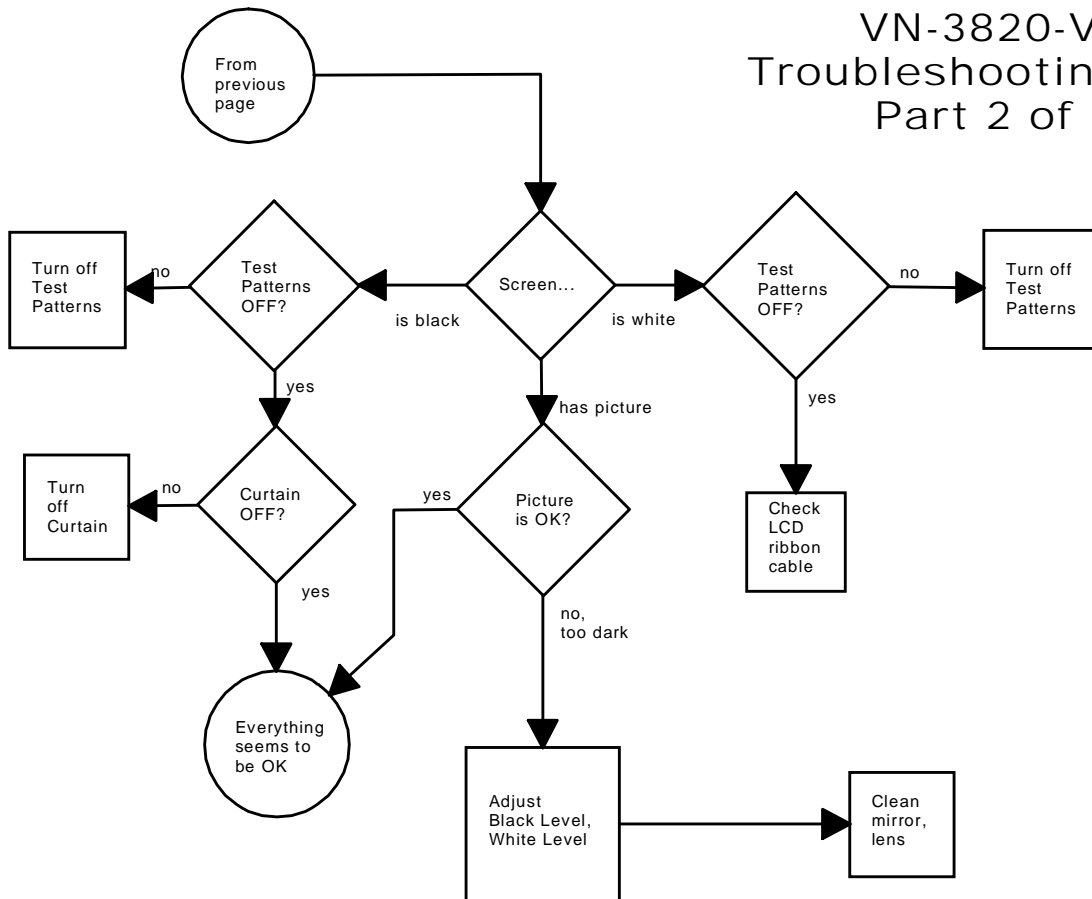 VN-3820-V
Troubleshootin
Part 2 of
From
previous
page
Screen...
is black
is white
has picture
Test
Patterns
OFF?
no
Turn off
Test
Patterns
yes
Curtain
OFF?
no
Turn
off
Curtain
yes
Everything
seems to
be OK
Picture
is OK?
yes
no,
too dark
Adjust
Black Level,
White Level
Clean
mirror,
lens
Test
Patterns
OFF?
no
Turn off
Test
Patterns
yes
Check
LCD
ribbon
cable